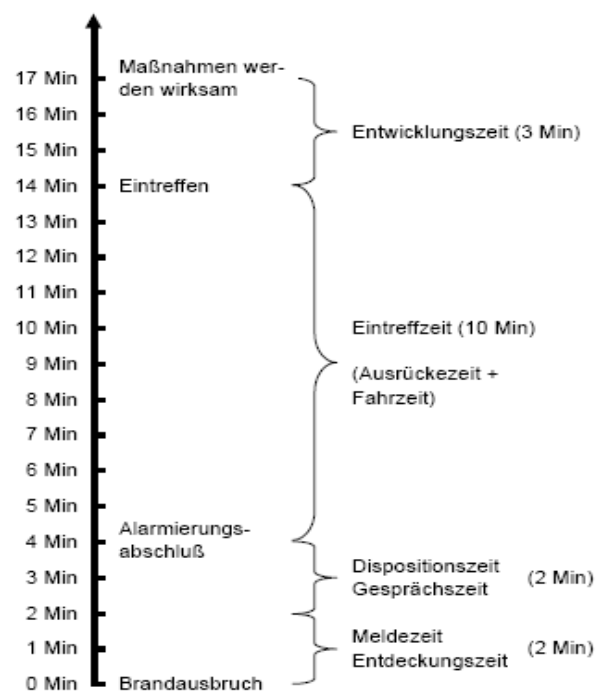 17 Min
16 Min
15 Min
14 Min
13 Min
12 Min
11 Min
10 Min
9 Min
8 Min
7 Min
6 Min
5 Min
4 Min
3 Min
2 Min
1 Min
0 Min
Maßnahmen wer-
den wirksam
Eintreffen
Alarmierungs-
abschluß
Brandausbruch
Entwicklungszeit (3 Min)
Eintreffzeit (10 Min)
(Ausrückezeit +
Fahrzeit)
Dispositionszeit
Gesprächszeit (2 Min)
Meldezeit
Entdeckungszeit (2 Min)